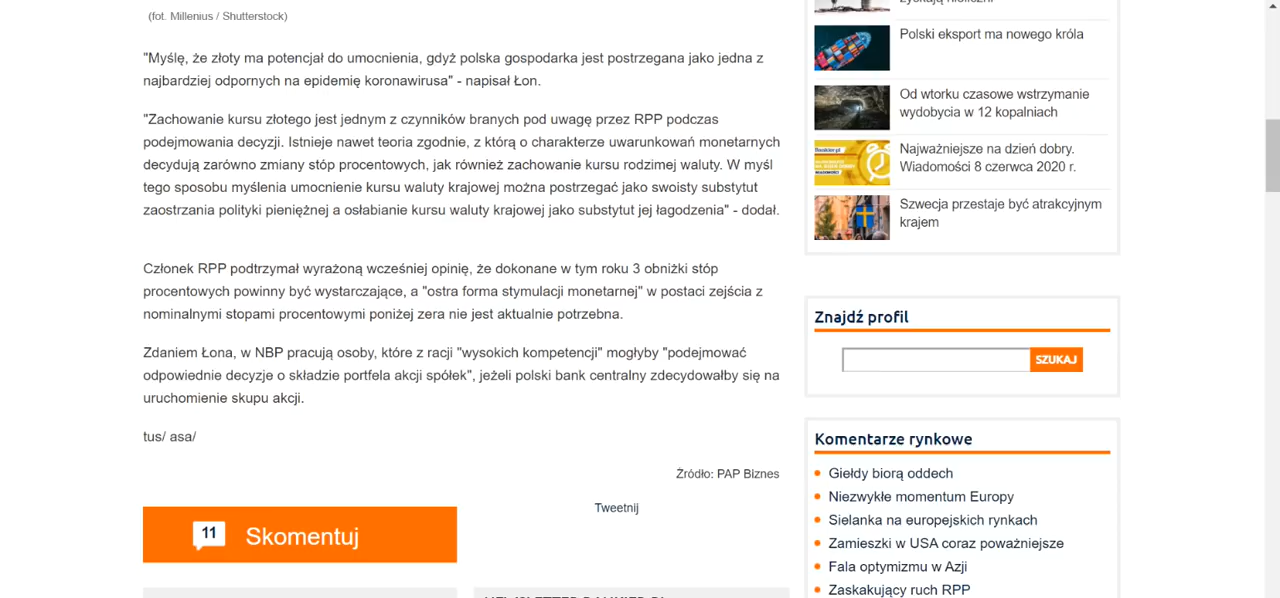 (fot. Millenius / Shutterstock)
"Myślę, że złoty ma potencjał do umocnienia, gdyż polska gospodarka jest postrzegana jako jedna z
najbardziej odpornych na epidemię koronawirusa" - napisał Łon.
"Zachowanie kursu złotego jest jednym z czynników branych pod uwagę przez RPP podczas
podejmowania decyzji. Istnieje nawet teoria zgodnie, z którą o charakterze uwarunkowań monetarnych
decydują zarówno zmiany stóp procentowych, jak również zachowanie kursu rodzimej waluty. W myśl
tego sposobu myślenia umocnienie kursu waluty krajowej można postrzegać jako swoisty substytut
zaostrzania polityki pieniężnej a osłabianie kursu waluty krajowej jako substytut jej łagodzenia" - dodał.
Członek RPP podtrzymał wyrażoną wcześniej opinię, że dokonane w tym roku 3 obniżki stóp
procentowych powinny być wystarczające, a "ostra forma stymulacji monetarnej" w postaci zejścia z
nominalnymi stopami procentowymi poniżej zera nie jest aktualnie potrzebna.
Zdaniem Łona, w NBP pracują osoby, które z racji "wysokich kompetencji" mogłyby "podejmować
odpowiednie decyzje o składzie portfela akcji spółek", jeżeli polski bank centralny zdecydowałby się na
uruchomienie skupu akcji.
tus/ asa/
Źródło: PAP Biznes
Tweetnij
11 Skomentuj
Polski eksport ma nowego króla
Od wtorku czasowe wstrzymanie
wydobycia w 12 kopalniach
Najważniejsze na dzień dobry.
Wiadomości 8 czerwca 2020 r.
Szwecja przestaje być atrakcyjnym
krajem
Znajdź profil
SZUKAJ
Komentarze rynkowe
Giełdy biorą oddech
Niezwykłe momentum Europy
Sielanka na europejskich rynkach
Zamieszki w USA coraz poważniejsze
Fala optymizmu w Azji
Zaskakujący ruch RPP